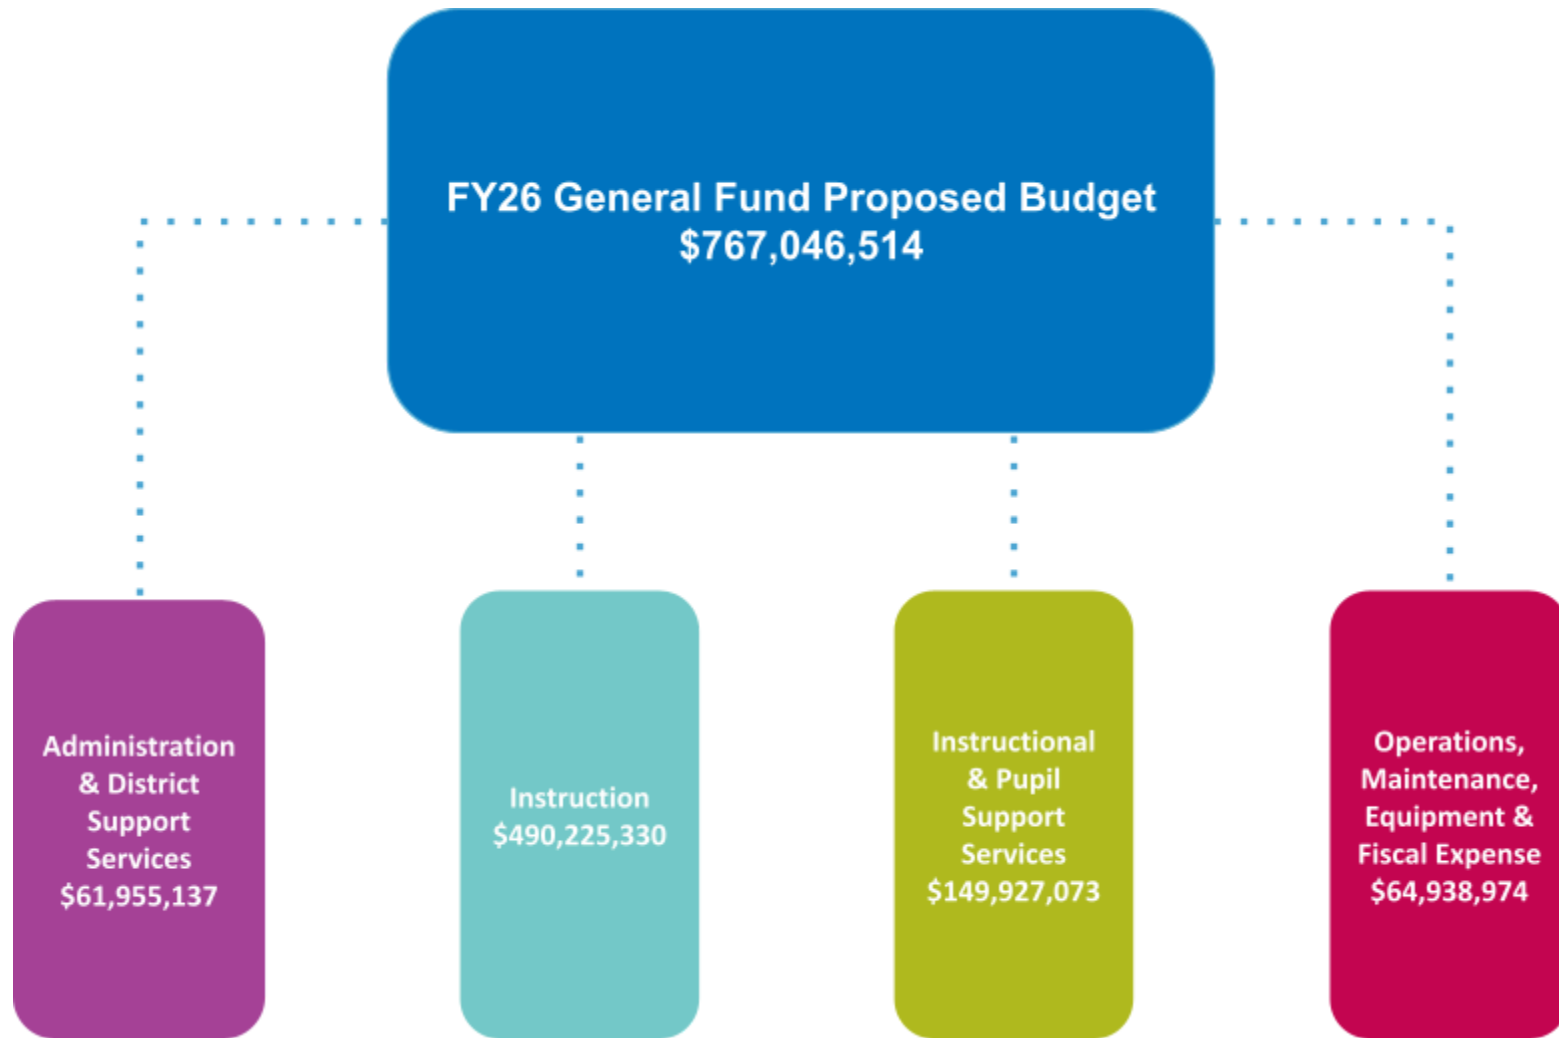 FY26 General Fund Proposed Budget
$767,046,514
Administration
& District
Support
Services
$61,955,137
Instruction
$490,225,330
Instructional
& Pupil
Support
Services
$149,927,073
Operations,
Maintenance,
Equipment &
Fiscal Expense
$64,938,974